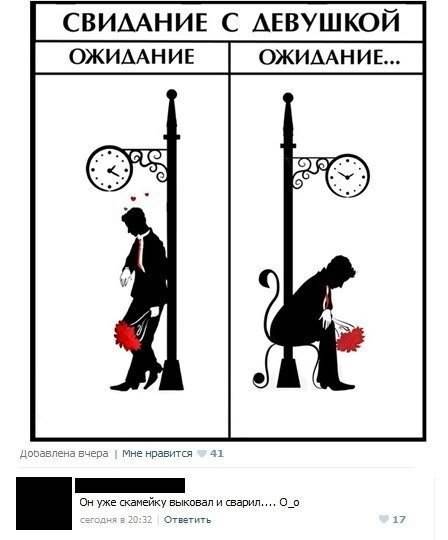 СВИДАНИЕ С ДЕВУШКОЙ
ОЖИДАНИЕ
ОЖИДАНИЕ...
Добавлена вчера | Мне нравится 41
Он уже скамейку выковал и сварил.... О_о
сегодня в 20:32 | Ответить 17